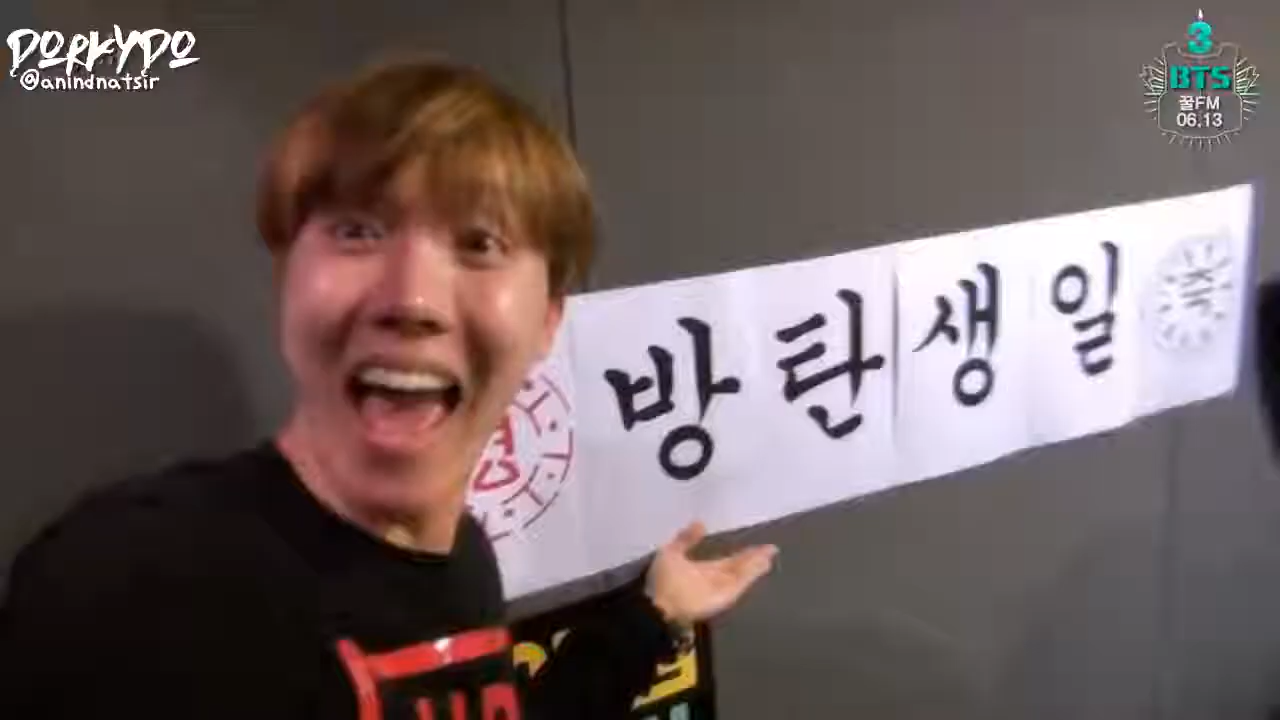 DORKYDO
@anindnatsir
3
BTS
꿀FM
06.13
방탄생일